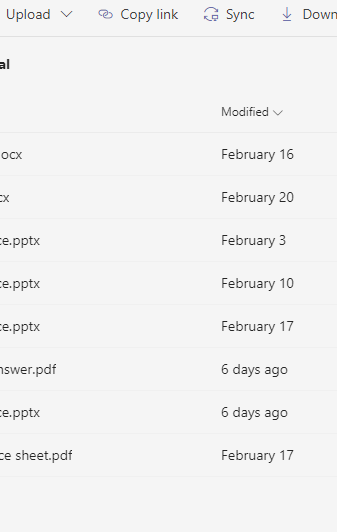 Upload Copy link Sync Down
al
Modified
ocx February 16
cx February 20
ce.pptx February 3
ce.pptx February 10
ce.pptx February 17
nswer.pdf 6 days ago
ce.pptx 6 days ago
ce sheet.pdf February 17